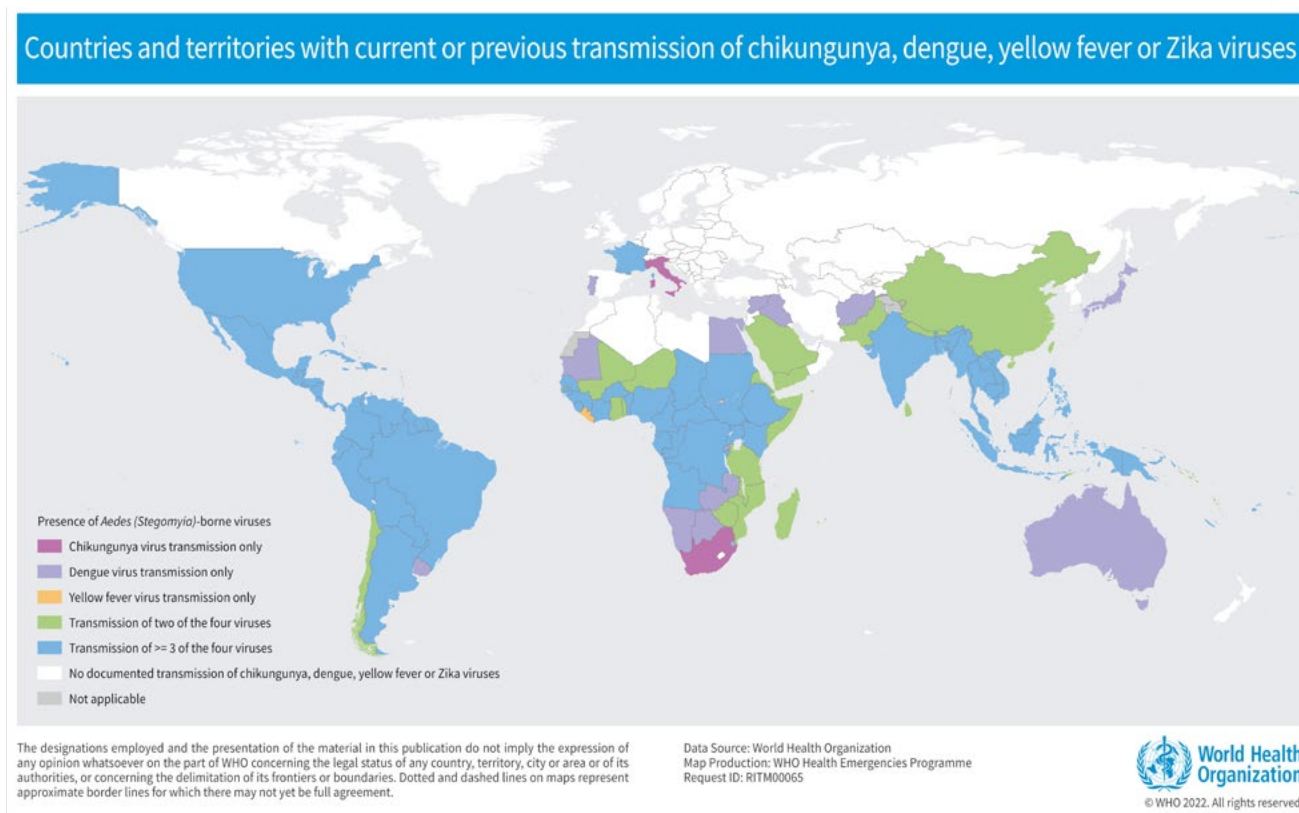 Countries and territories with current or previous transmission of chikungunya, dengue, yellow fever or Zika viruses
Presence of Aedes (Stegomyia)-borne viruses
Chikungunya virus transmission only
Dengue virus transmission only
Yellow fever virus transmission only
Transmission of two of the four viruses
Transmission of >= 3 of the four viruses
No documented transmission of chikungunya, dengue, yellow fever or Zika viruses
Not applicable
The designations employed and the presentation of the material in this publication do not imply the expression of
any opinion whatsoever on the part of WHO concerning the legal status of any country, territory, city or area or of its
authorities, or concerning the delimitation of its frontiers or boundaries. Dotted and dashed lines on maps represent
approximate border lines for which there may not yet be full agreement.
Data Source: World Health Organization
Map Production: WHO Health Emergencies Programme
Request ID: RITM00065
World Health
Organization
© WHO 2022. All rights reserved